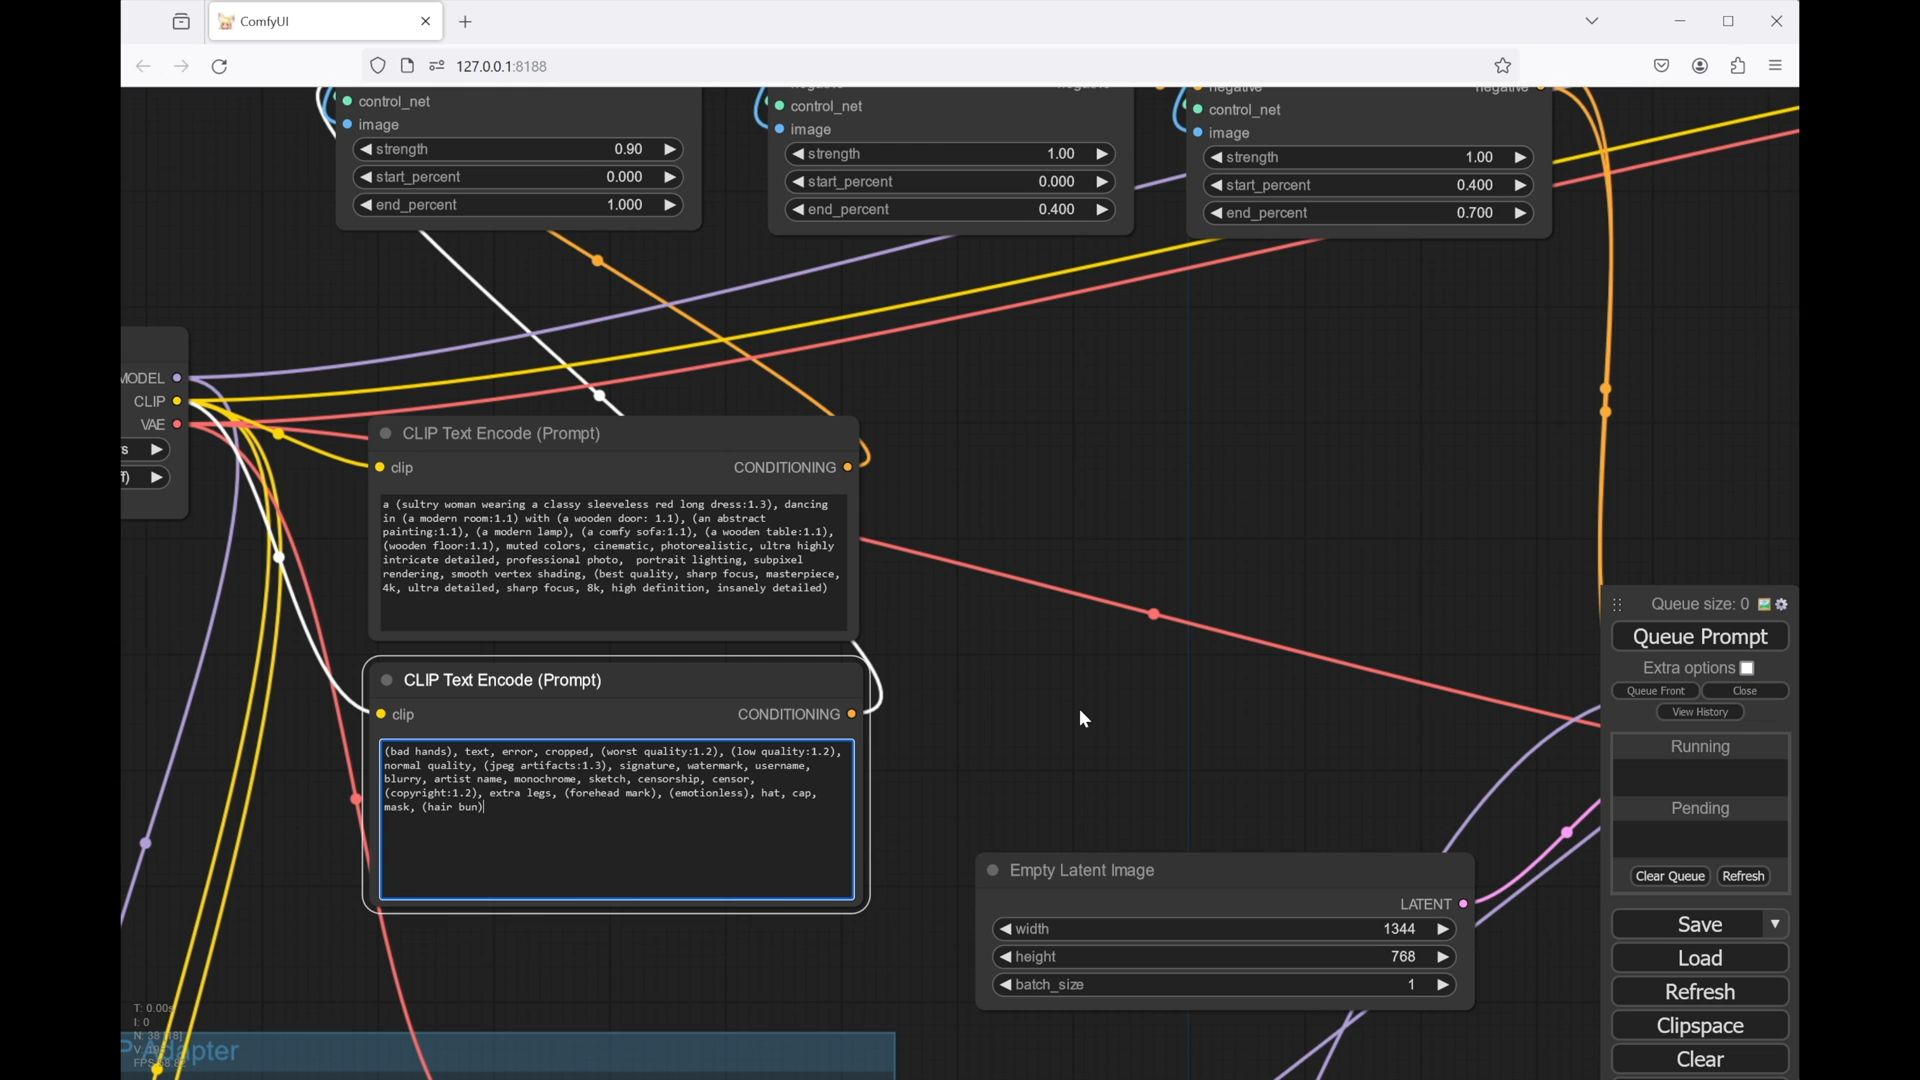 ComfyUI
127.0.0.1:8188
control_net
image
strength 0.90
start_percent 0.000
end_percent 1.000
control_net
image
strength 1.00
start_percent 0.000
end_percent 0.400
negative
negative
control_net
image
strength 1.00
start_percent 0.400
end_percent 0.700
MODEL
CLIP
VAE
CLIP Text Encode (Prompt)
clip
CONDITIONING
a (sultry woman wearing a classy sleeveless red long dress:1.3), dancing
in (a modern room:1.1) with (a wooden door: 1.1), (an abstract
painting:1.1), (a modern lamp), (a comfy sofa:1.1), (a wooden table:1.1),
(wooden floor:1.1), muted colors, cinematic, photorealistic, ultra highly
intricate detailed, professional photo, portrait lighting, subpixel
rendering, smooth vertex shading, (best quality, sharp focus, masterpiece,
4k, ultra detailed, sharp focus, 8k, high definition, insanely detailed)
CLIP Text Encode (Prompt)
clip
CONDITIONING
(bad hands), text, error, cropped, (worst quality:1.2), (low quality:1.2),
normal quality, (jpeg artifacts:1.3), signature, watermark, username,
blurry, artist name, monochrome, sketch, censorship, censor,
(copyright:1.2), extra legs, (forehead mark), (emotionless), hat, cap,
mask, (hair bun)
Empty Latent Image
LATENT
width 1344
height 768
batch_size 1
Queue size: 0
Queue Prompt
Extra options
Queue Front
Close
View History
Running
Pending
Clear Queue
Refresh
Save
Load
Refresh
Clipspace
Clear
T: 0.00s
I: 0
P Adapter